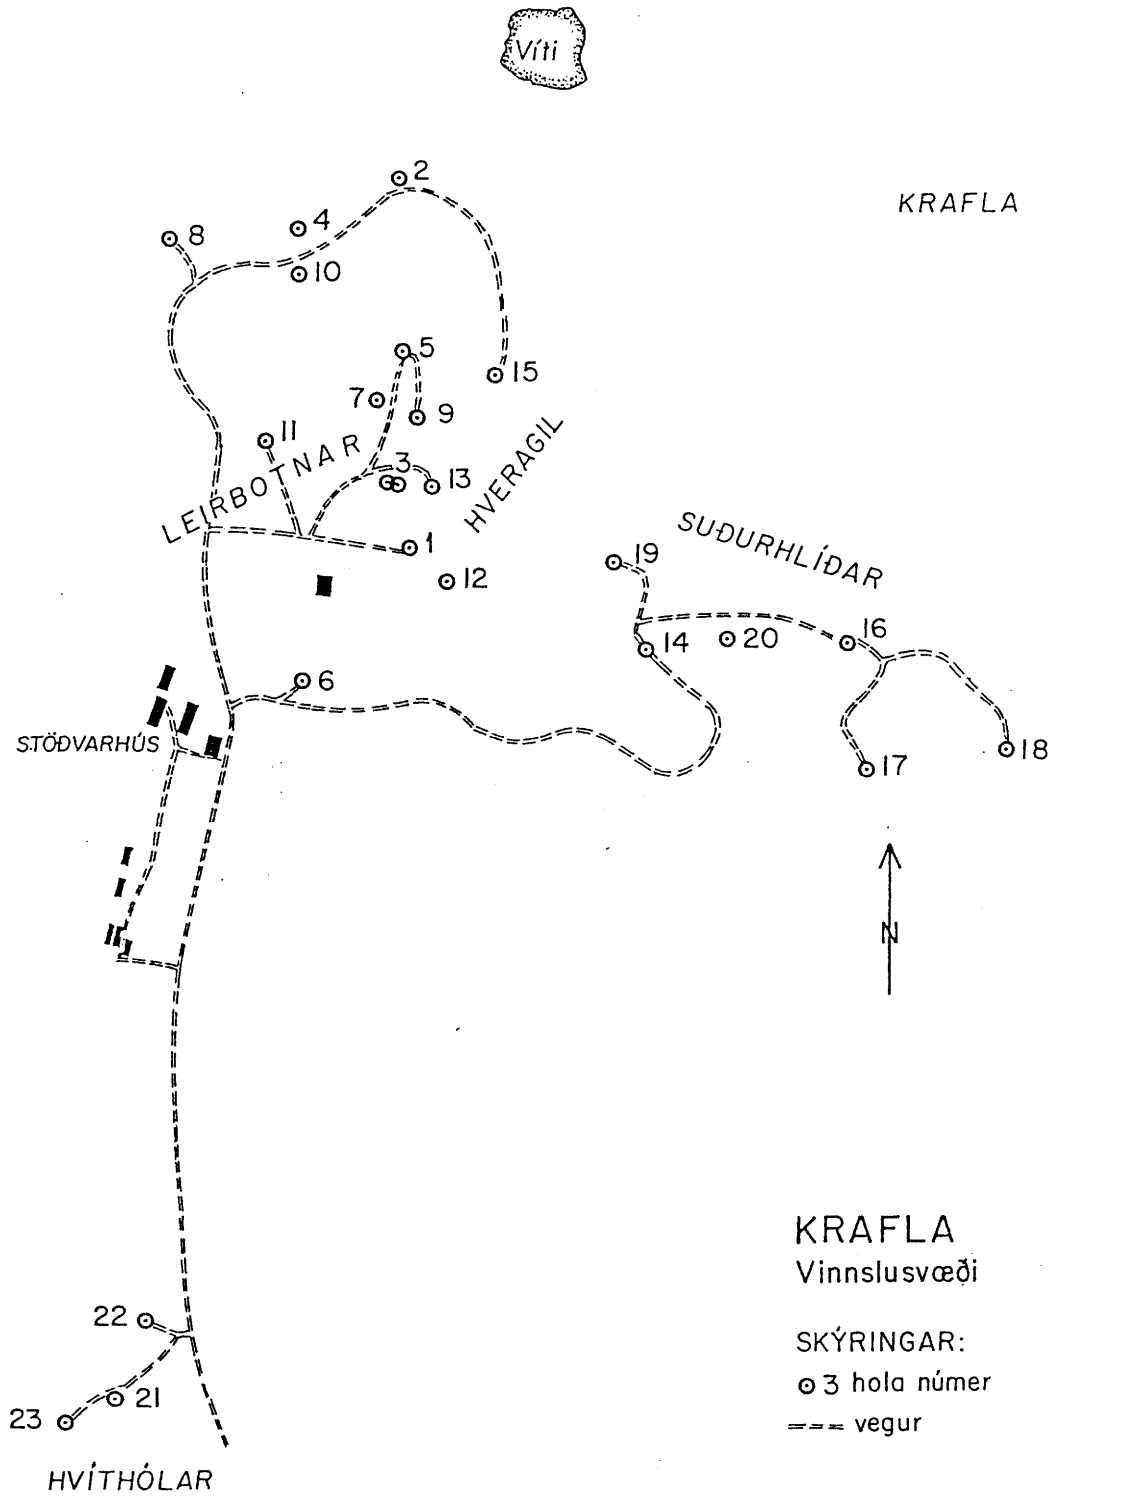 Víti
2
KRAFLA
4
8
10
5
15
7
9
11
LEIRBOTNAR
3
13
HVERAGIL
1
12
19
SUÐURHLÍÐAR
14
20
16
6
STÖÐVARHÚS
17
18
N
KRAFLA
Vinnslusvæði
SKÝRINGAR:
3 hola númer
vegur
22
21
23
HVÍTHÓLAR